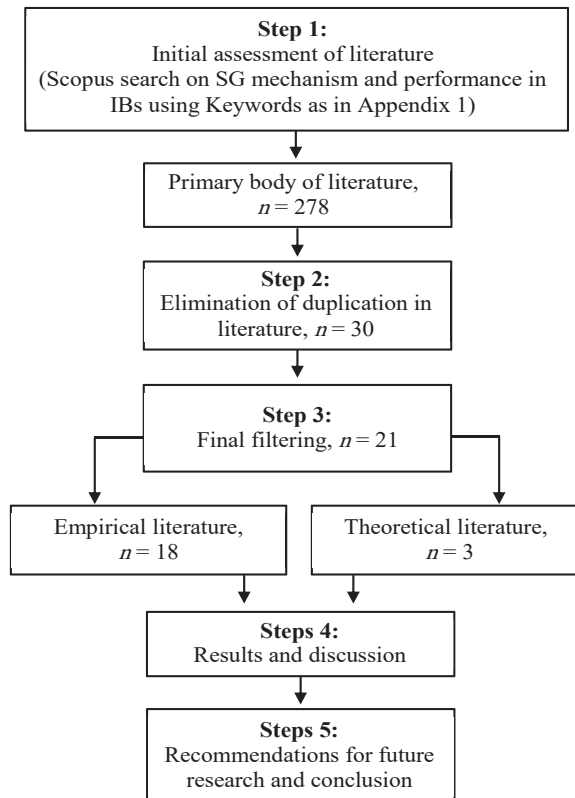 Step 1:
Initial assessment of literature
(Scopus search on SG mechanism and performance in
IBs using Keywords as in Appendix 1)
Primary body of literature,
n = 278
Step 2:
Elimination of duplication in
literature, n = 30
Step 3:
Final filtering, n = 21
Empirical literature,
n = 18
Theoretical literature,
n = 3
Steps 4:
Results and discussion
Steps 5:
Recommendations for future
research and conclusion